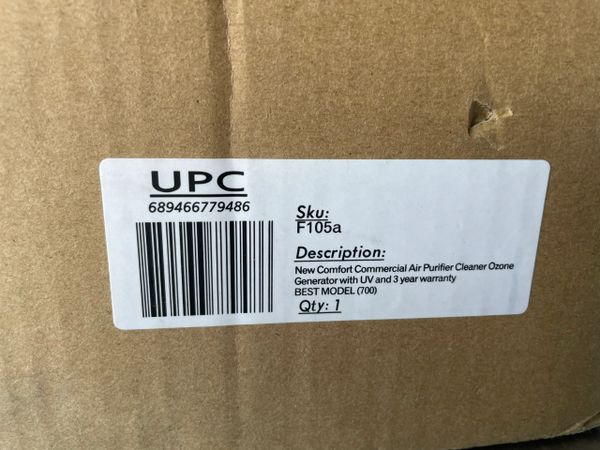 UPC
689466779486
Sku:
F105a
Description:
New Comfort Commercial Air Purifier Cleaner Ozone
Generator with UV and 3 year warranty
BEST MODEL (700)
Qty: 1